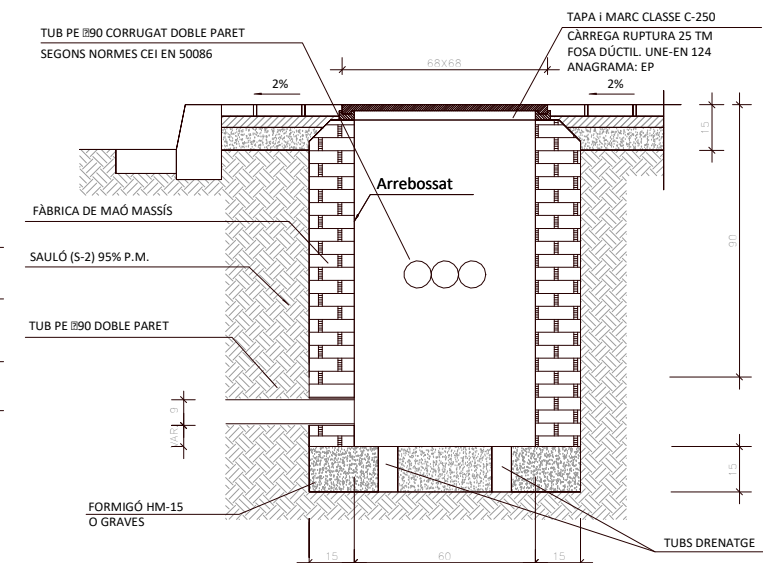 TUB PE ⍰90 CORRUGAT DOBLE PARET
SEGONS NORMES CEI EN 50086
TAPA i MARC CLASSE C-250
CÀRREGA RUPTURA 25 TM
FOSA DÚCTIL. UNE-EN 124
ANAGRAMA: EP
68X68
2%
2%
15
Arrebossat
FÀBRICA DE MAÓ MASSÍS
90
SAULÓ (S-2) 95% P.M.
TUB PE ⍰90 DOBLE PARET
9
VAR
15
FORMIGÓ HM-15
O GRAVES
TUBS DRENATGE
15
60
15